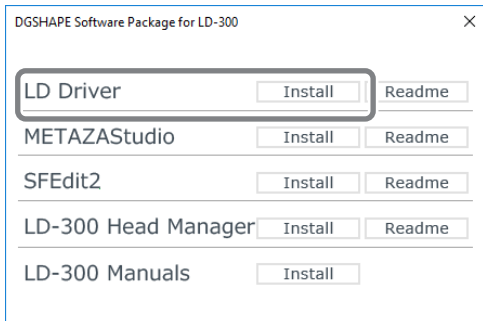 DGSHAPE Software Package for LD-300
LD Driver Install Readme
METAZAStudio Install Readme
SFEdit2 Install Readme
LD-300 Head Manager Install Readme
LD-300 Manuals Install